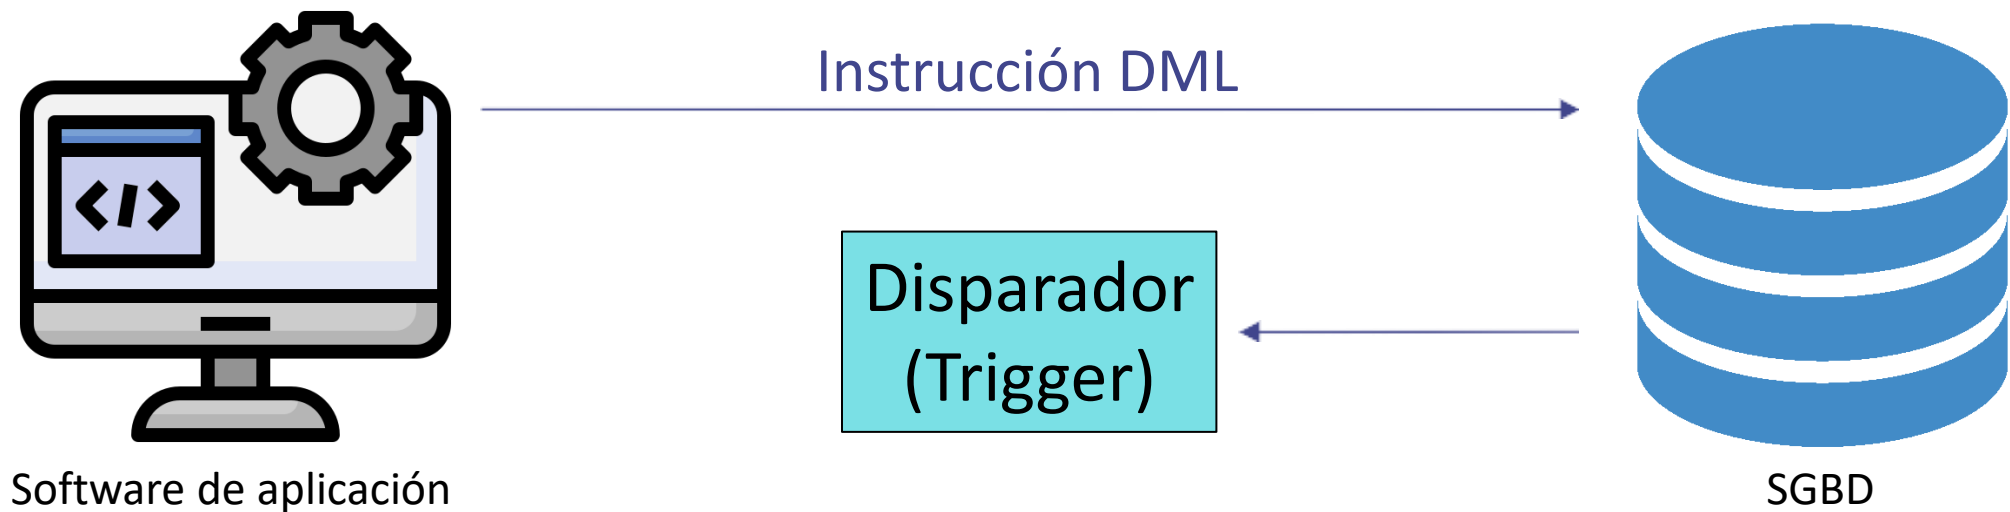 Instrucción DML
</>
Disparador
(Trigger)
Software de aplicación
SGBD